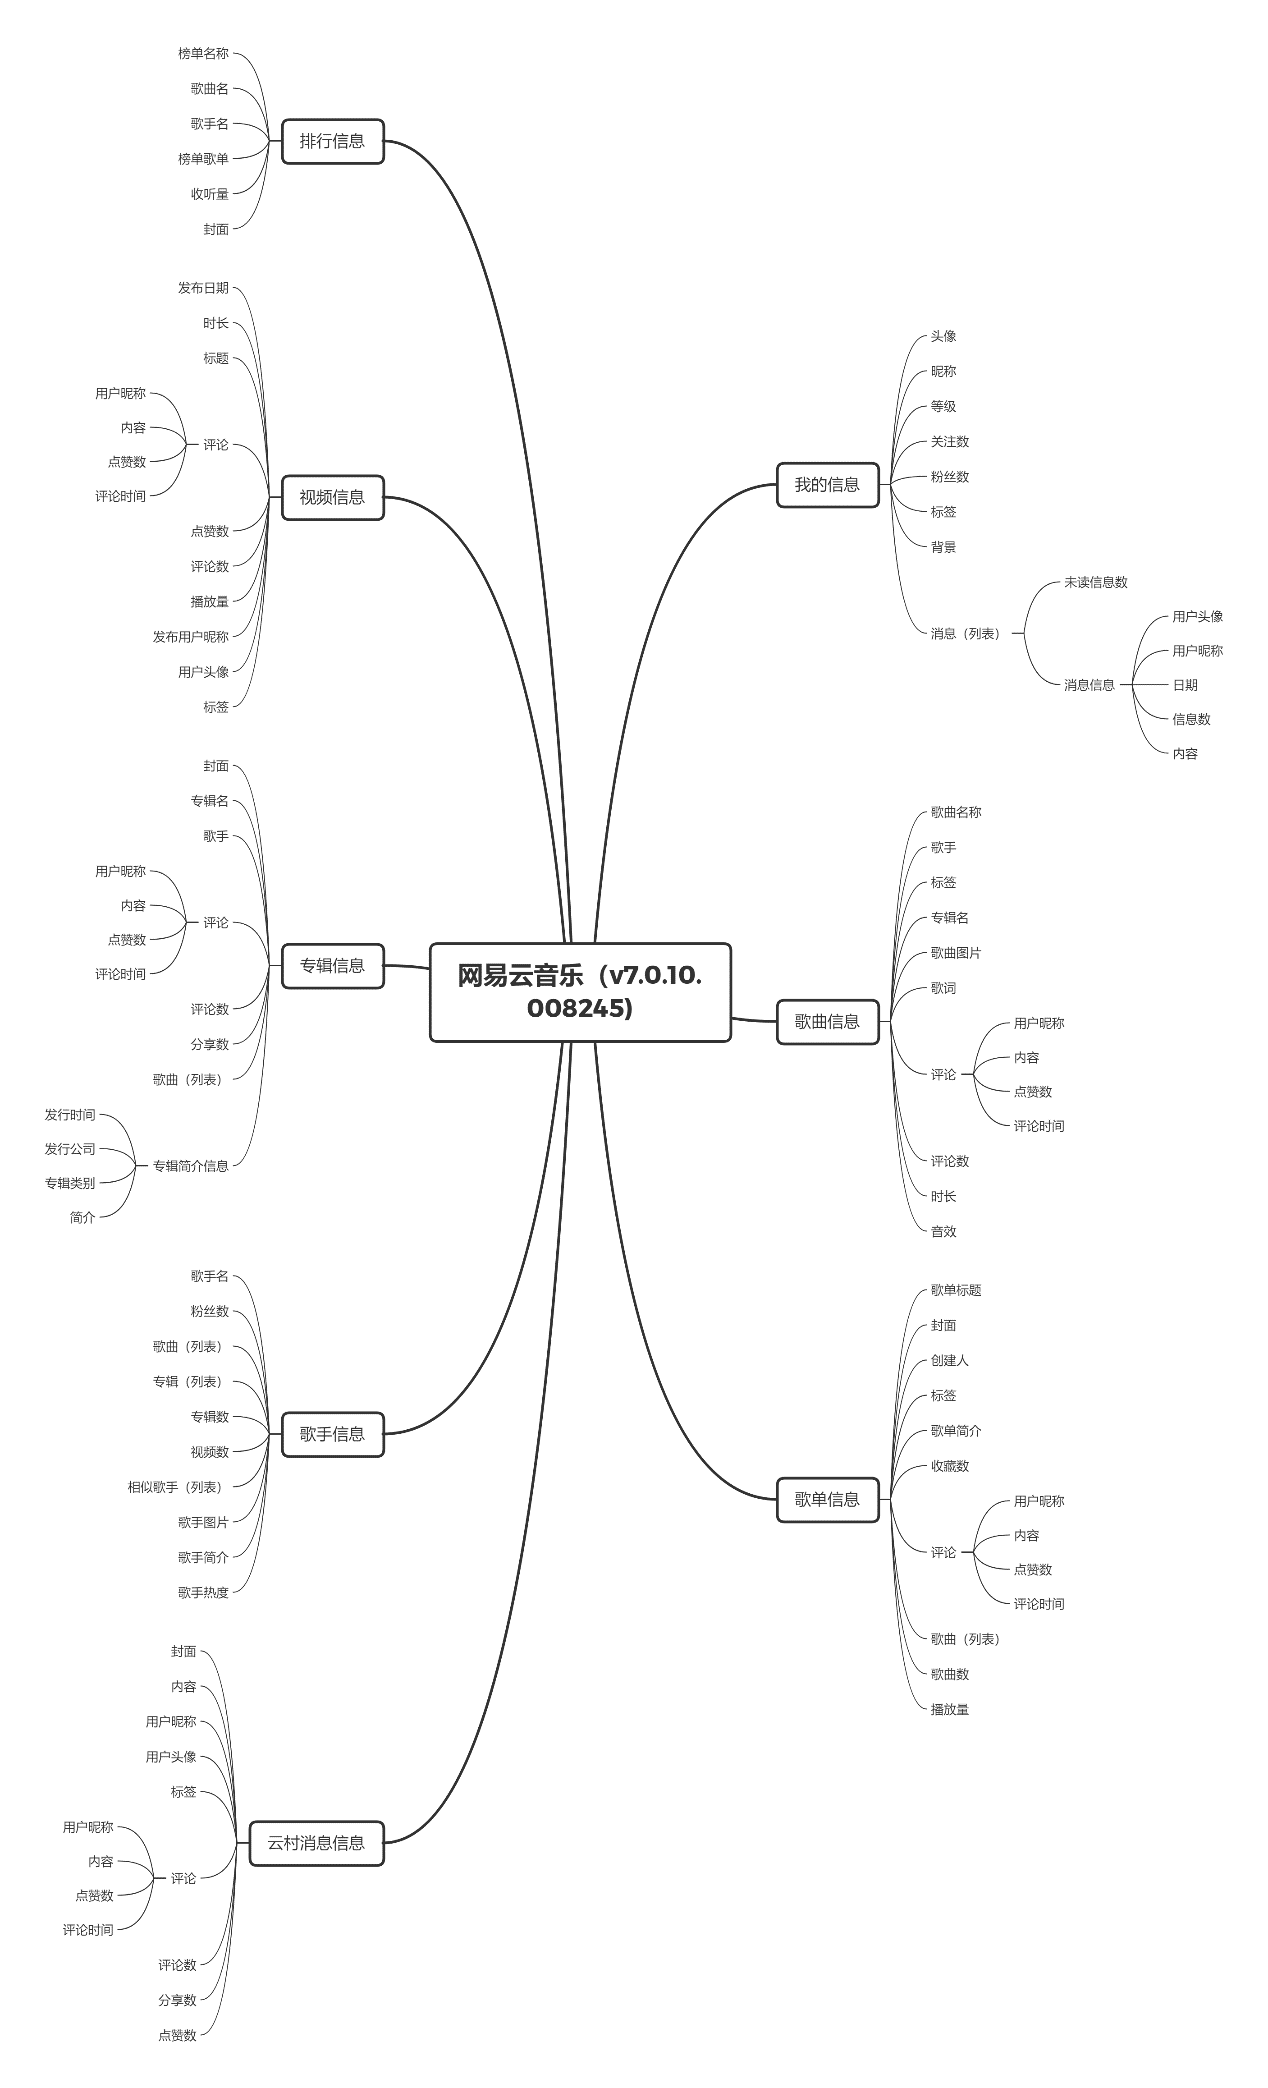 网易云音乐（v7.0.10.
008245)
我的信息
头像
昵称
等级
关注数
粉丝数
标签
背景
消息（列表）
未读信息数
消息信息
用户头像
用户昵称
日期
信息数
内容
歌曲信息
歌曲名称
歌手
标签
专辑名
歌曲图片
歌词
评论
用户昵称
内容
点赞数
评论时间
评论数
时长
音效
歌单信息
歌单标题
封面
创建人
标签
歌单简介
收藏数
评论
用户昵称
内容
点赞数
评论时间
歌曲（列表）
歌曲数
播放量
排行信息
榜单名称
歌曲名
歌手名
榜单歌单
收听量
封面
视频信息
发布日期
时长
标题
评论
用户昵称
内容
点赞数
评论时间
点赞数
评论数
播放量
发布用户昵称
用户头像
标签
专辑信息
封面
专辑名
歌手
评论
用户昵称
内容
点赞数
评论时间
评论数
分享数
歌曲（列表）
专辑简介信息
发行时间
发行公司
专辑类别
简介
歌手信息
歌手名
粉丝数
歌曲（列表）
专辑（列表）
专辑数
视频数
相似歌手（列表）
歌手图片
歌手简介
歌手热度
云村消息信息
封面
内容
用户昵称
用户头像
标签
评论
用户昵称
内容
点赞数
评论时间
评论数
分享数
点赞数